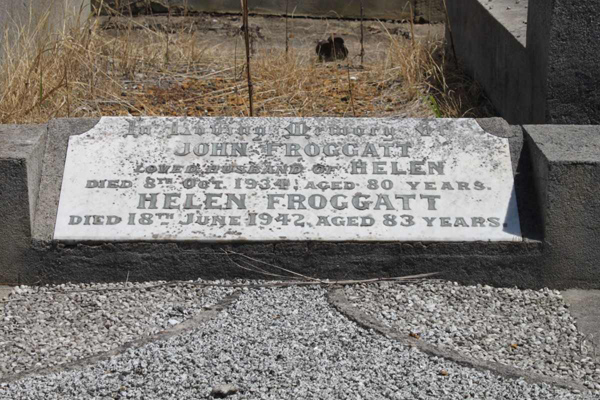 In Loving Memory Of
JOHN FROGGATT
LOVED HUSBAND OF HELEN
DIED 8TH OCT. 1934, AGED 80 YEARS.
HELEN FROGGATT
DIED 18TH JUNE 1942, AGED 83 YEARS.